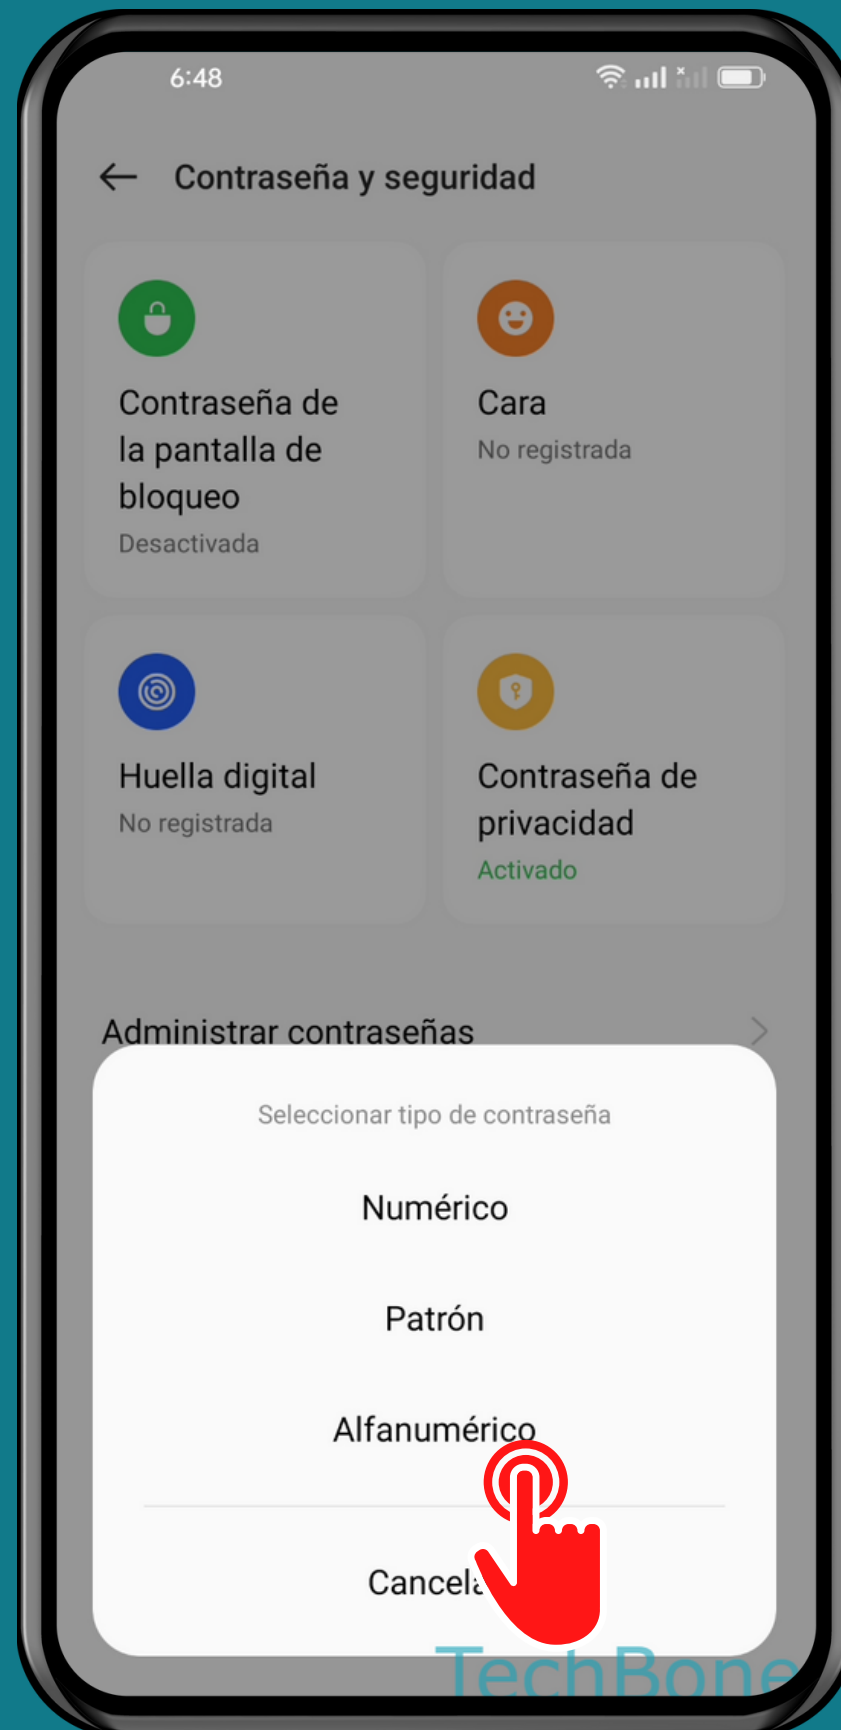 6:48
Contraseña y seguridad
Contraseña de
la pantalla de
bloqueo
Desactivada
Cara
No registrada
Huella digital
No registrada
Contraseña de
privacidad
Activado
Administrar contraseñas
Seleccionar tipo de contraseña
Numérico
Patrón
Alfanumérico
Cancela
TechBone